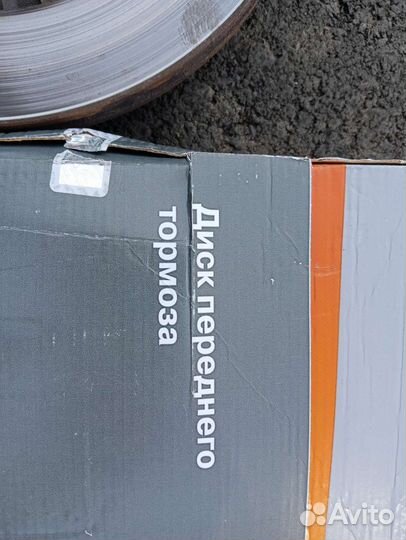 Диск переднего
тормоза
Avito